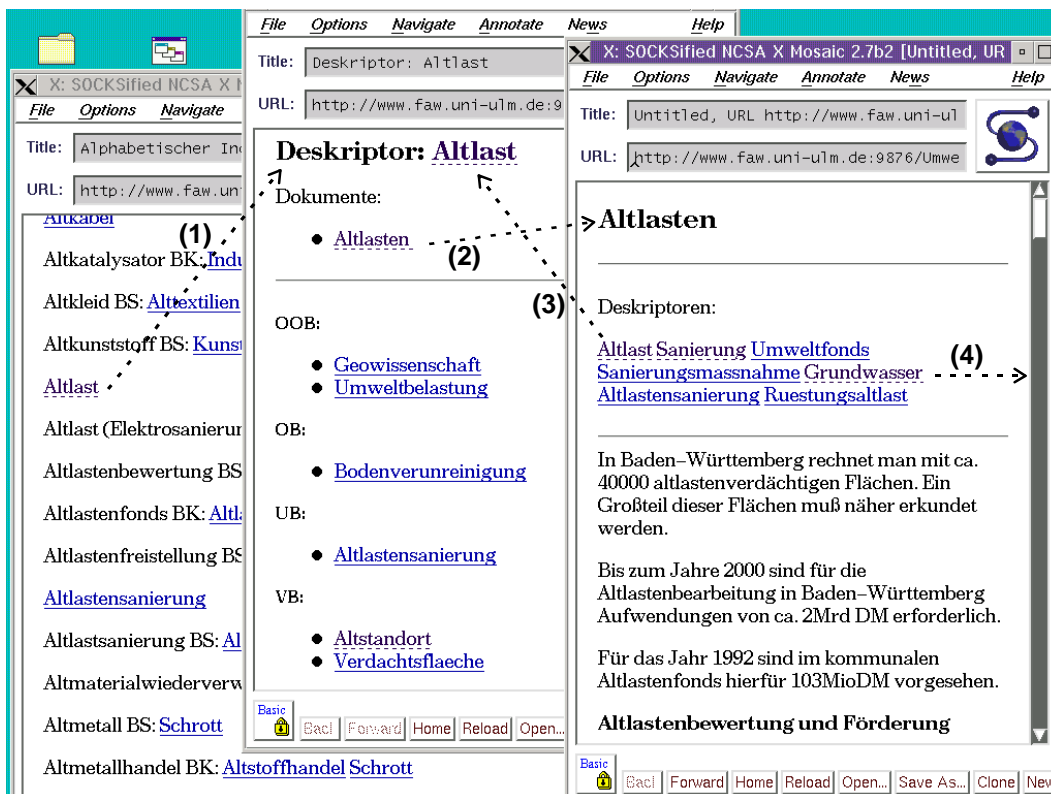 X: SOCKSified NCSA X M
File Options Navigate
Title: Alphabetischer Ind
URL: http://www.faw.un
Altkabel
Altkatalysator BK: Indu
Altkleid BS: Alttextilien
Altkunststoff BS: Kunst
Altlast
Altlast (Elektrosanierun
Altlastenbewertung BS
Altlastenfonds BK: Altla
Altlastenfreistellung BS
Altlastensanierung
Altlastsanierung BS: Al
Altmaterialwiederverw
Altmetall BS: Schrott
Altmetallhandel BK: Altstoffhandel Schrott
(1)
File Options Navigate Annotate News Help
Title: Deskriptor: Altlast
URL: http://www.faw.uni-ulm.de:9
Deskriptor: Altlast
Dokumente:
Altlasten
(2)
(3)
OOB:
Geowissenschaft
Umweltbelastung
OB:
Bodenverunreinigung
UB:
Altlastensanierung
VB:
Altstandort
Verdachtsflaeche
Basic
Back Forward Home Reload Open...
X: SOCKSified NCSA X Mosaic 2.7b2 [Untitled, UR
File Options Navigate Annotate News Help
Title: Untitled, URL http://www.faw.uni-ul
URL: http://www.faw.uni-ulm.de:9876/Umwe
Altlasten
Deskriptoren:
Altlast Sanierung Umweltfonds
Sanierungsmassnahme Grundwasser
Altlastensanierung Ruestungsaltlast
(4)
In Baden–Württemberg rechnet man mit ca.
40000 altlastenverdächtigen Flächen. Ein
Großteil dieser Flächen muß näher erkundet
werden.
Bis zum Jahre 2000 sind für die
Altlastenbearbeitung in Baden–Württemberg
Aufwendungen von ca. 2Mrd DM erforderlich.
Für das Jahr 1992 sind im kommunalen
Altlastenfonds hierfür 103MioDM vorgesehen.
Altlastenbewertung und Förderung
Basic
Back Forward Home Reload Open... Save As... Clone New